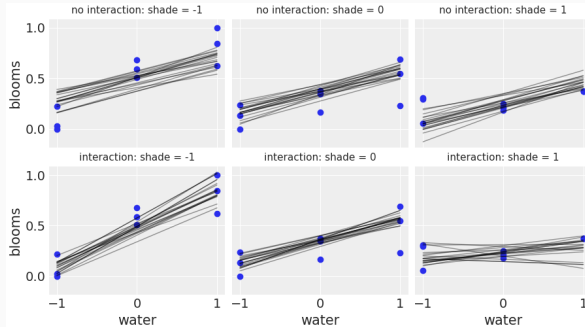 no interaction: shade = -1
no interaction: shade = 0
no interaction: shade = 1
1.0
0.5
0.0
blooms
interaction: shade = -1
interaction: shade = 0
interaction: shade = 1
1.0
0.5
0.0
blooms
−1 0 1
−1 0 1
−1 0 1
water
water
water